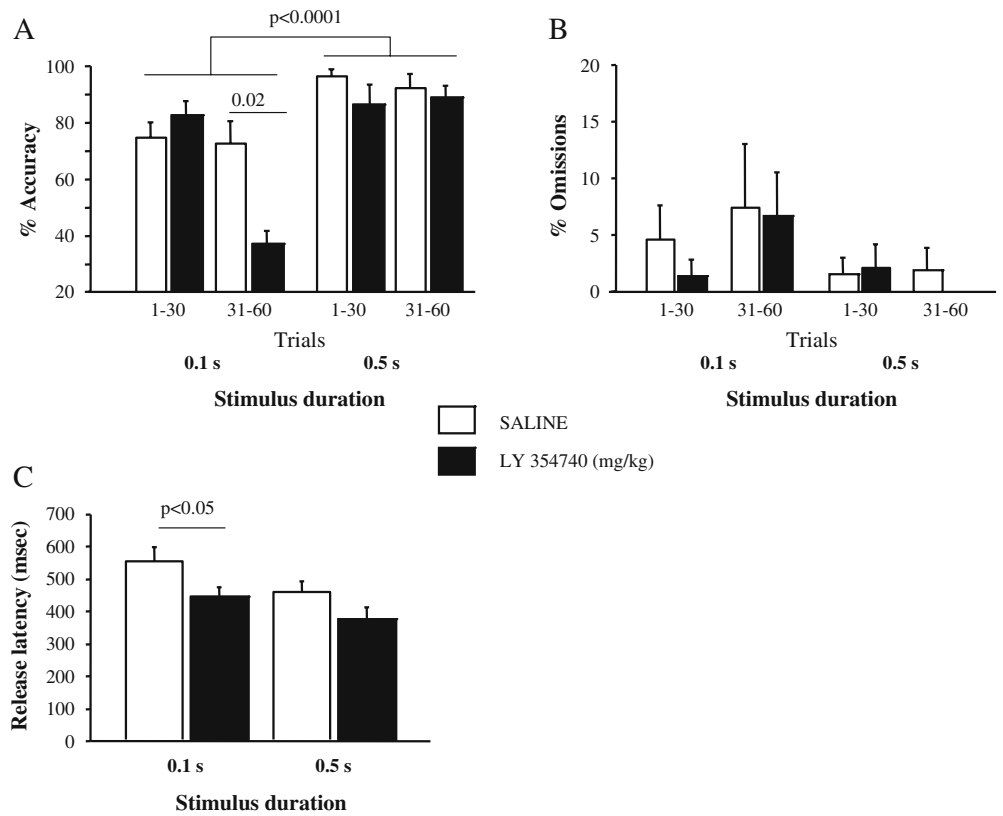 A
p<0.0001
0.02
% Accuracy
100
80
60
40
20
1-30 31-60 1-30 31-60
Trials
0.1 s 0.5 s
Stimulus duration
B
% Omissions
20
15
10
5
0
1-30 31-60 1-30 31-60
Trials
0.1 s 0.5 s
Stimulus duration
SALINE
LY 354740 (mg/kg)
C
p<0.05
Release latency (msec)
700
600
500
400
300
200
100
0
0.1 s 0.5 s
Stimulus duration